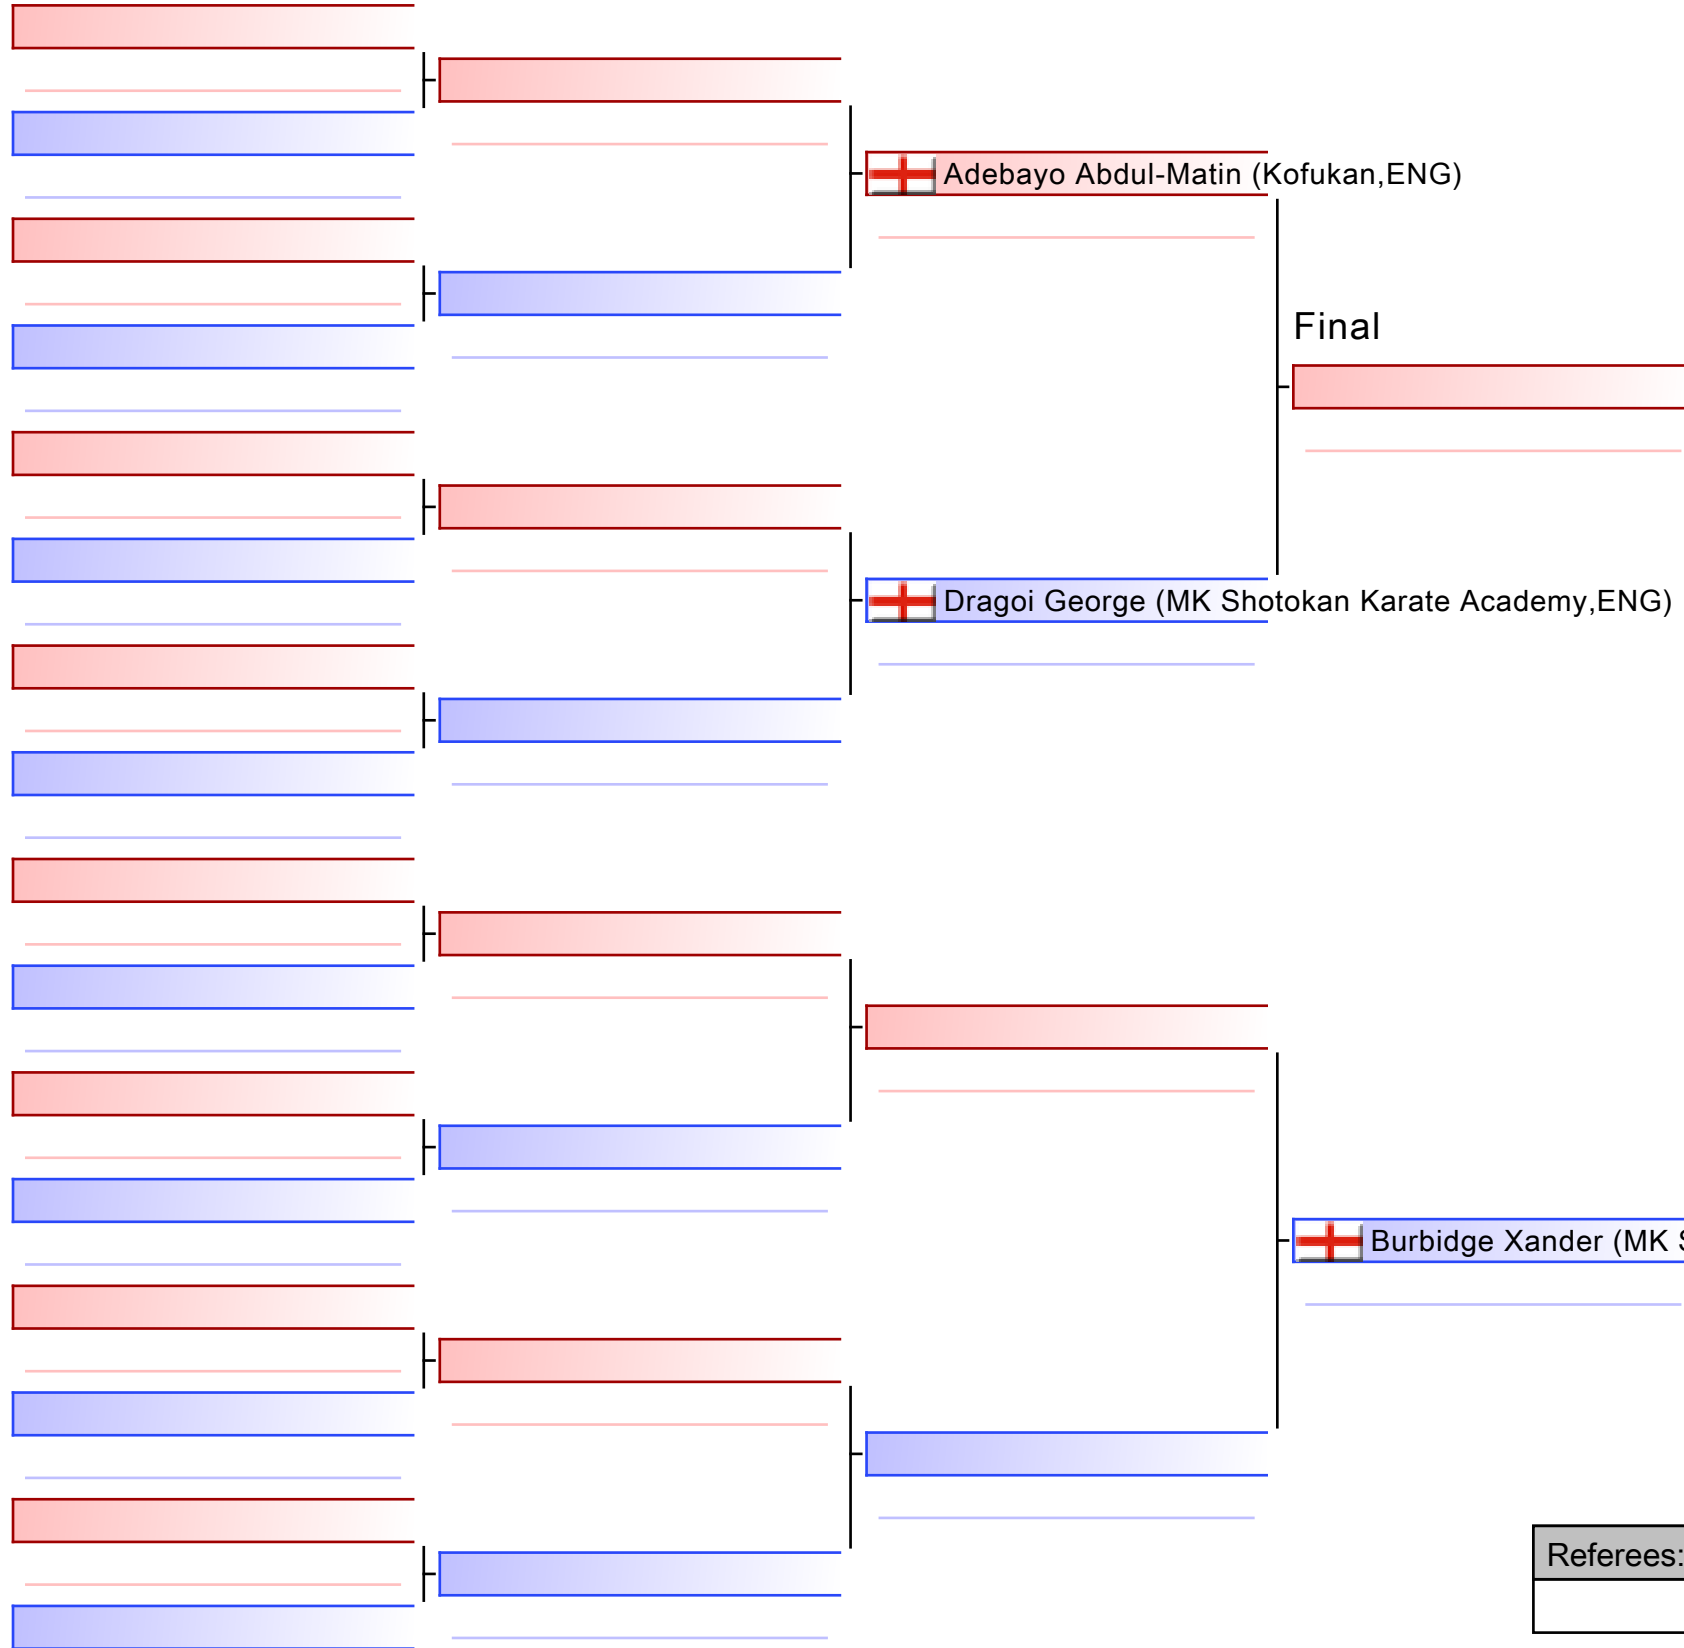 Adebayo Abdul-Matin (Kofukan,ENG)
Final
Dragoi George (MK Shotokan Karate Academy,ENG)
Burbidge Xander (MK
Referees: